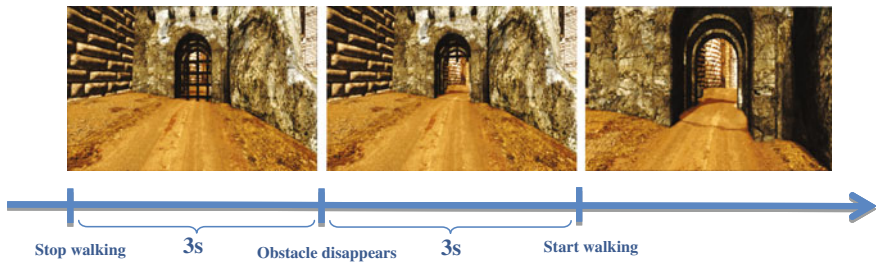 3s
3s
Stop walking
Obstacle disappears
Start walking